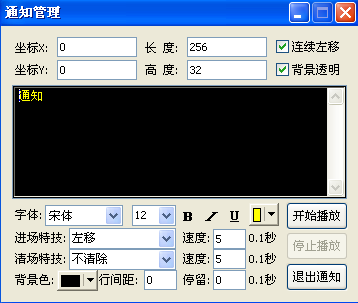 通知管理
坐标X: 0 长 度: 256 连续左移
坐标Y: 0 高 度: 32 背景透明
通知
字体: 宋体 12 B I U 开始播放
进场特技: 左移 速度: 5 0.1秒 停止播放
清场特技: 不清除 速度: 5 0.1秒
背景色: 行间距: 0 停留: 0 0.1秒 退出通知